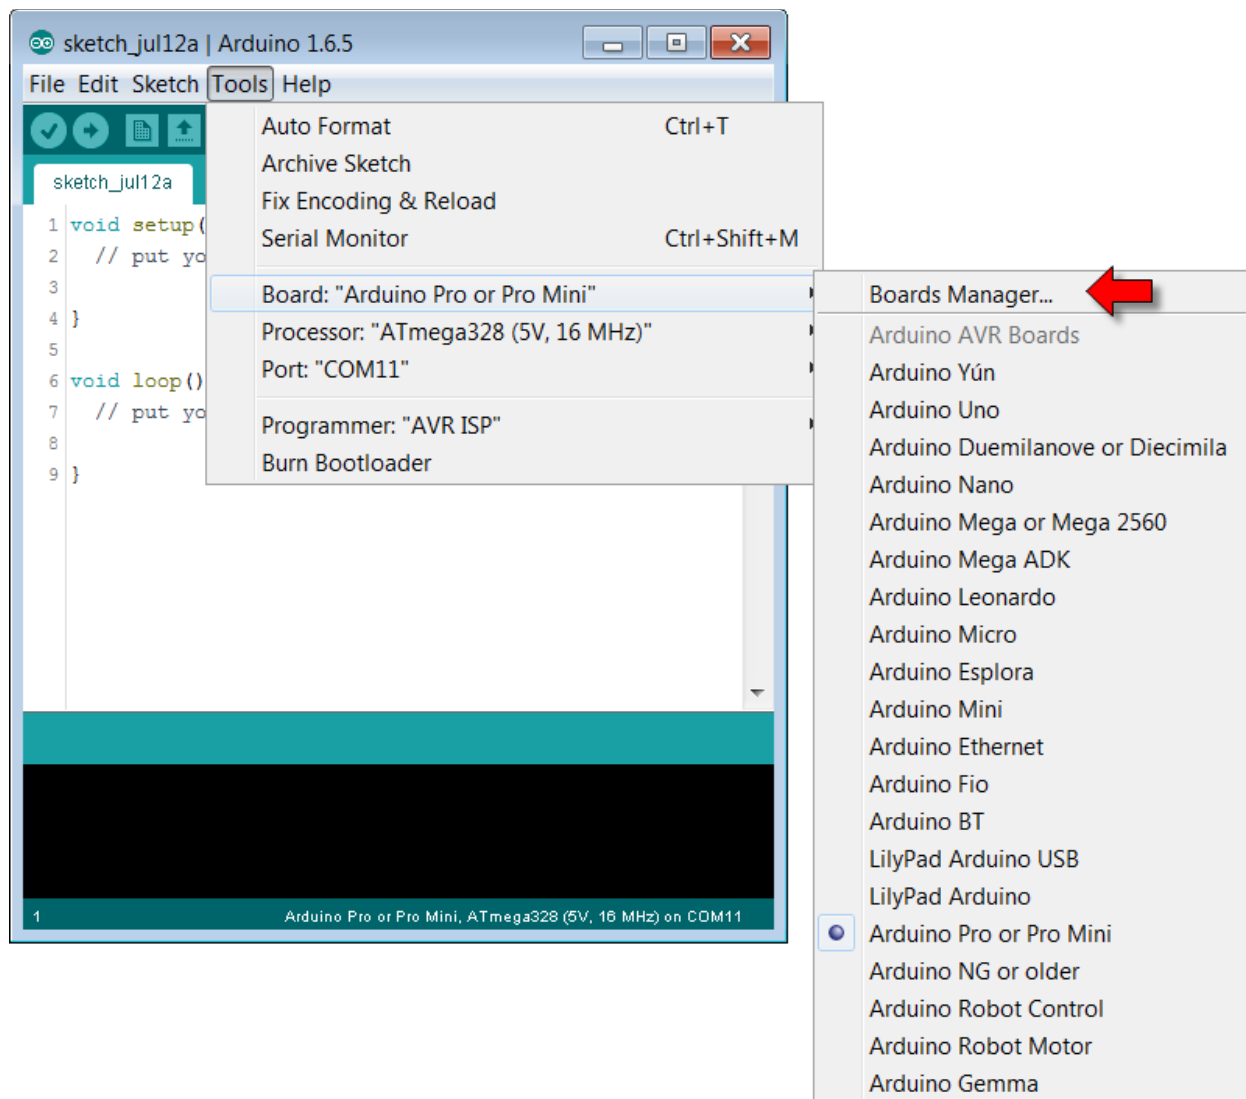 sketch_jul12a | Arduino 1.6.5
File Edit Sketch Tools Help
Auto Format Ctrl+T
Archive Sketch
Fix Encoding & Reload
Serial Monitor Ctrl+Shift+M
Board: "Arduino Pro or Pro Mini"
Processor: "ATmega328 (5V, 16 MHz)"
Port: "COM11"
Programmer: "AVR ISP"
Burn Bootloader
sketch_jul12a
1 void setup(
2 // put yo
3
4 }
5
6 void loop()
7 // put yo
8
9 }
Boards Manager...
Arduino AVR Boards
Arduino Yún
Arduino Uno
Arduino Duemilanove or Diecimila
Arduino Nano
Arduino Mega or Mega 2560
Arduino Mega ADK
Arduino Leonardo
Arduino Micro
Arduino Esplora
Arduino Mini
Arduino Ethernet
Arduino Fio
Arduino BT
LilyPad Arduino USB
LilyPad Arduino
Arduino Pro or Pro Mini
Arduino NG or older
Arduino Robot Control
Arduino Robot Motor
Arduino Gemma
1 Arduino Pro or Pro Mini, ATmega328 (5V, 16 MHz) on COM11